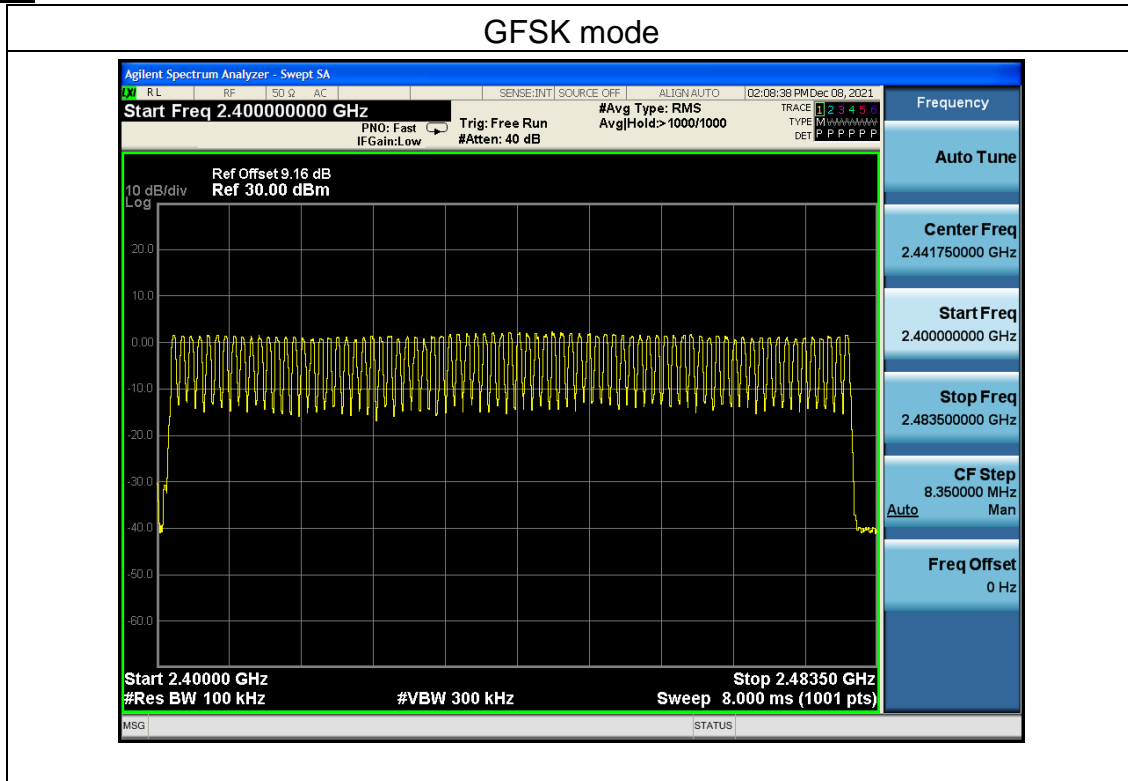 GFSK mode
Agilent Spectrum Analyzer - Swept SA
LXI RL RF 50 Ω AC SENSE:INT SOURCE OFF ALIGN AUTO 02:08:38 PM Dec 08, 2021
Start Freq 2.400000000 GHz
PNO: Fast
IFGain:Low
Trig: Free Run
#Atten: 40 dB
#Avg Type: RMS
Avg|Hold:>1000/1000
TRACE 1 2 3 4 5 6
TYPE M WWWWW
DET P P P P P P
Ref Offset 9.16 dB
10 dB/div Ref 30.00 dBm
Log
20.0
10.0
0.00
-10.0
-20.0
-30.0
-40.0
-50.0
-60.0
Start 2.40000 GHz Stop 2.48350 GHz
#Res BW 100 kHz #VBW 300 kHz Sweep 8.000 ms (1001 pts)
MSG STATUS
Frequency
Auto Tune
Center Freq
2.441750000 GHz
Start Freq
2.400000000 GHz
Stop Freq
2.483500000 GHz
CF Step
8.350000 MHz
Auto Man
Freq Offset
0 Hz